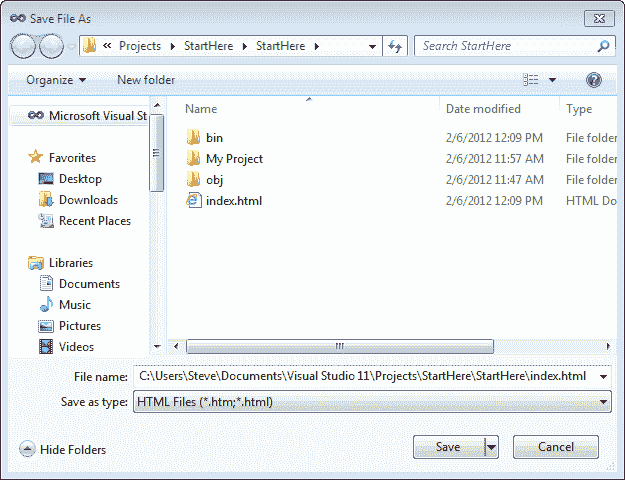 Save File As
« Projects StartHere StartHere Search StartHere
Organize New folder
Microsoft Visual St
Favorites
Desktop
Downloads
Recent Places
Libraries
Documents
Music
Pictures
Videos
Name Date modified Type
bin 2/6/2012 12:09 PM File folder
My Project 2/6/2012 11:57 AM File folder
obj 2/6/2012 11:47 AM File folder
index.html 2/6/2012 12:09 PM HTML Do
File name: C:\Users\Steve\Documents\Visual Studio 11\Projects\StartHere\StartHere\index.html
Save as type: HTML Files (*.htm;*.html)
Hide Folders Save Cancel